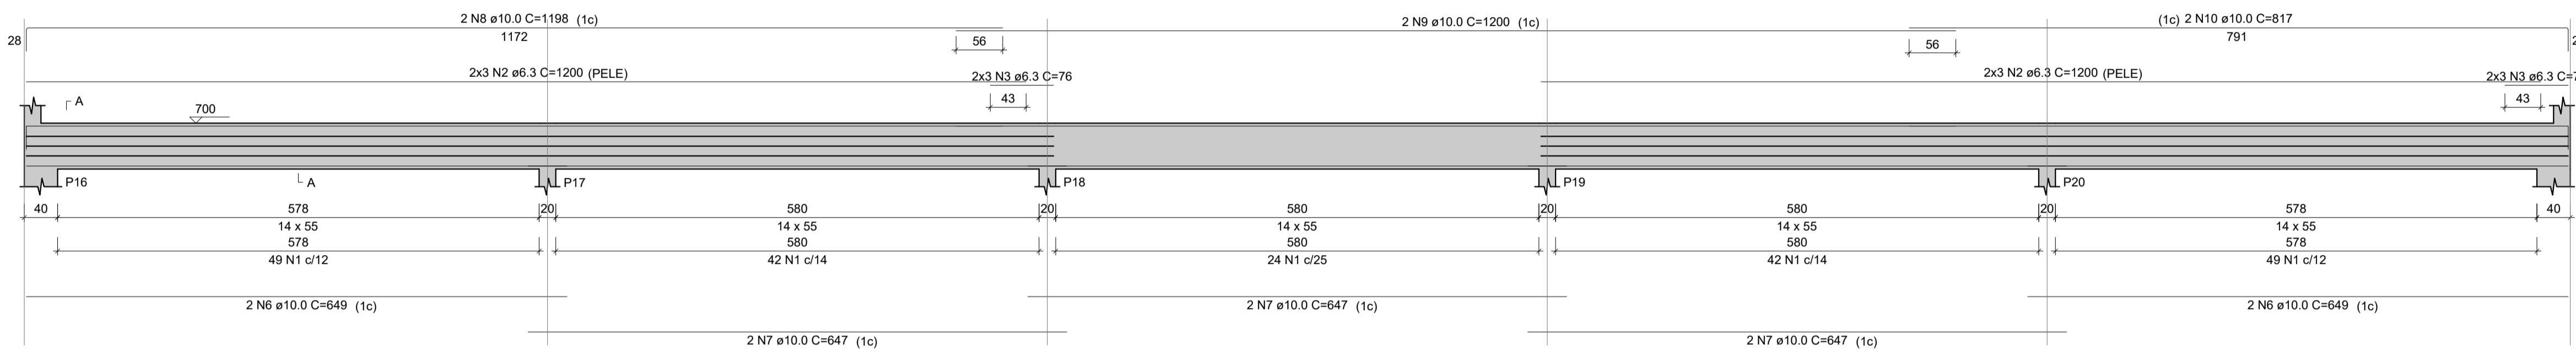 2 N8 ø10.0 C=1198 (1c)
2 N9 ø10.0 C=1200 (1c)
(1c) 2 N10 ø10.0 C=817
28
1172
56
56
791
2x3 N2 ø6.3 C=1200 (PELE)
2x3 N3 ø6.3 C=76
2x3 N2 ø6.3 C=1200 (PELE)
2x3 N3 ø6.3 C=
43
43
A
700
A
P16
P17
P18
P19
P20
40
578
20
580
20
580
20
580
20
578
40
14 x 55
14 x 55
14 x 55
14 x 55
14 x 55
578
580
580
580
578
49 N1 c/12
42 N1 c/14
24 N1 c/25
42 N1 c/14
49 N1 c/12
2 N6 ø10.0 C=649 (1c)
2 N7 ø10.0 C=647 (1c)
2 N6 ø10.0 C=649 (1c)
2 N7 ø10.0 C=647 (1c)
2 N7 ø10.0 C=647 (1c)